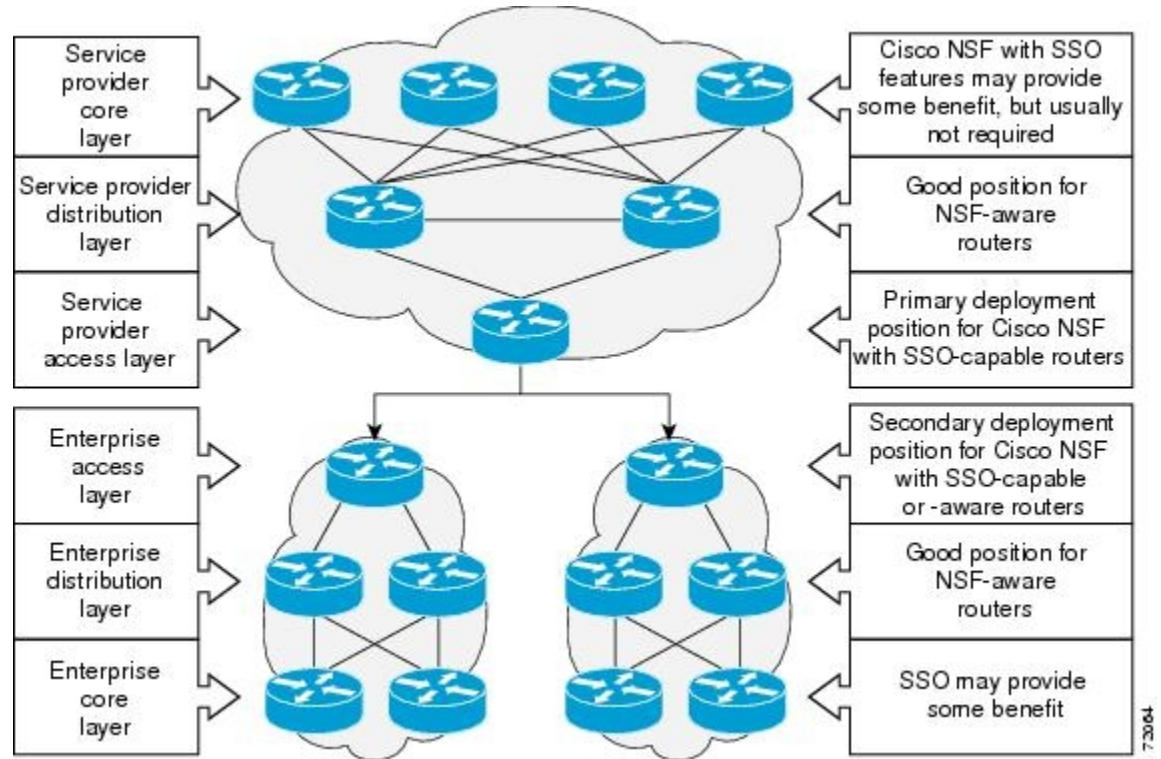 Service
provider
core
layer
Cisco NSF with SSO
features may provide
some benefit, but usually
not required
Service provider
distribution
layer
Good position for
NSF-aware
routers
Service
provider
access layer
Primary deployment
position for Cisco NSF
with SSO-capable routers
Enterprise
access
layer
Secondary deployment
position for Cisco NSF
with SSO-capable
or -aware routers
Enterprise
distribution
layer
Good position for
NSF-aware
routers
Enterprise
core
layer
SSO may provide
some benefit
72064